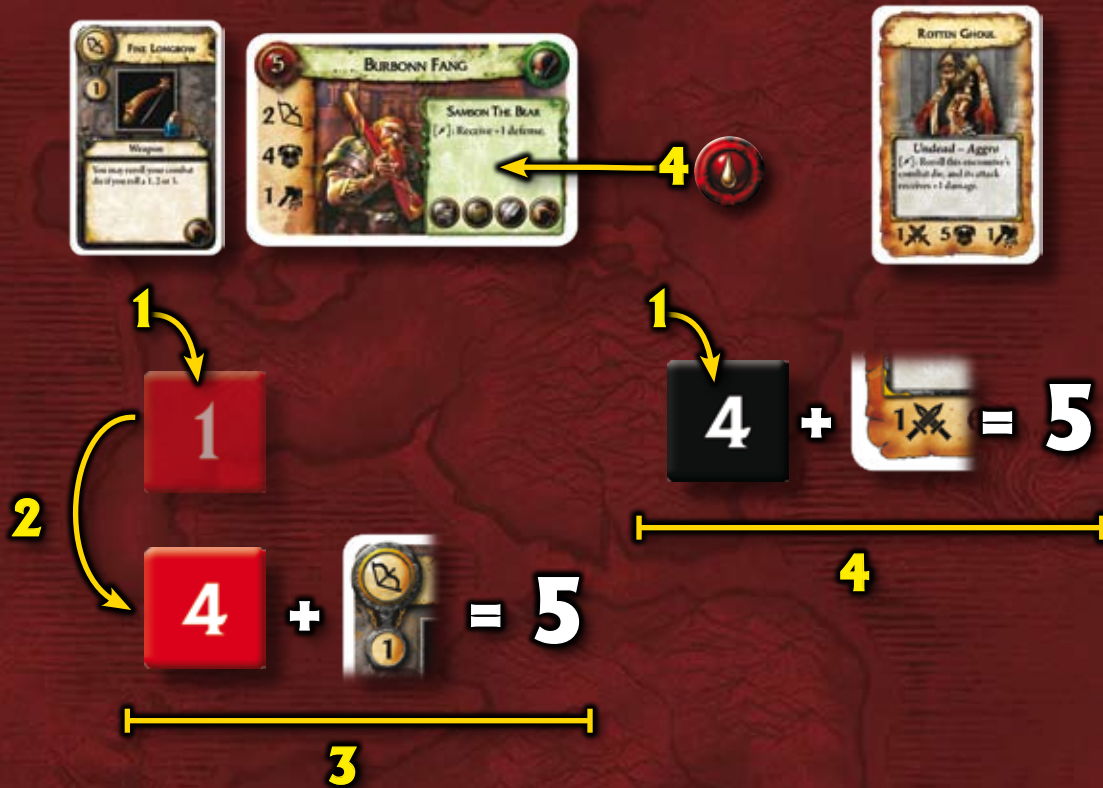 1
FINE LONGBOW
1
Weapon
You may reroll your combat
die if you roll a 1, 2 or 3.
5
BURBONN FANG
2
4
1
SAMSON THE BEAR
[⚡]: Receive +1 defense.
4
ROTTEN GHOUL
Undead – Aggro
[⚡]: Reroll this encounter's
combat die, and its attack
receives +1 damage.
1 5 1
1
1
2
4 + 1 = 5
3
1
4 + 1 = 5
4